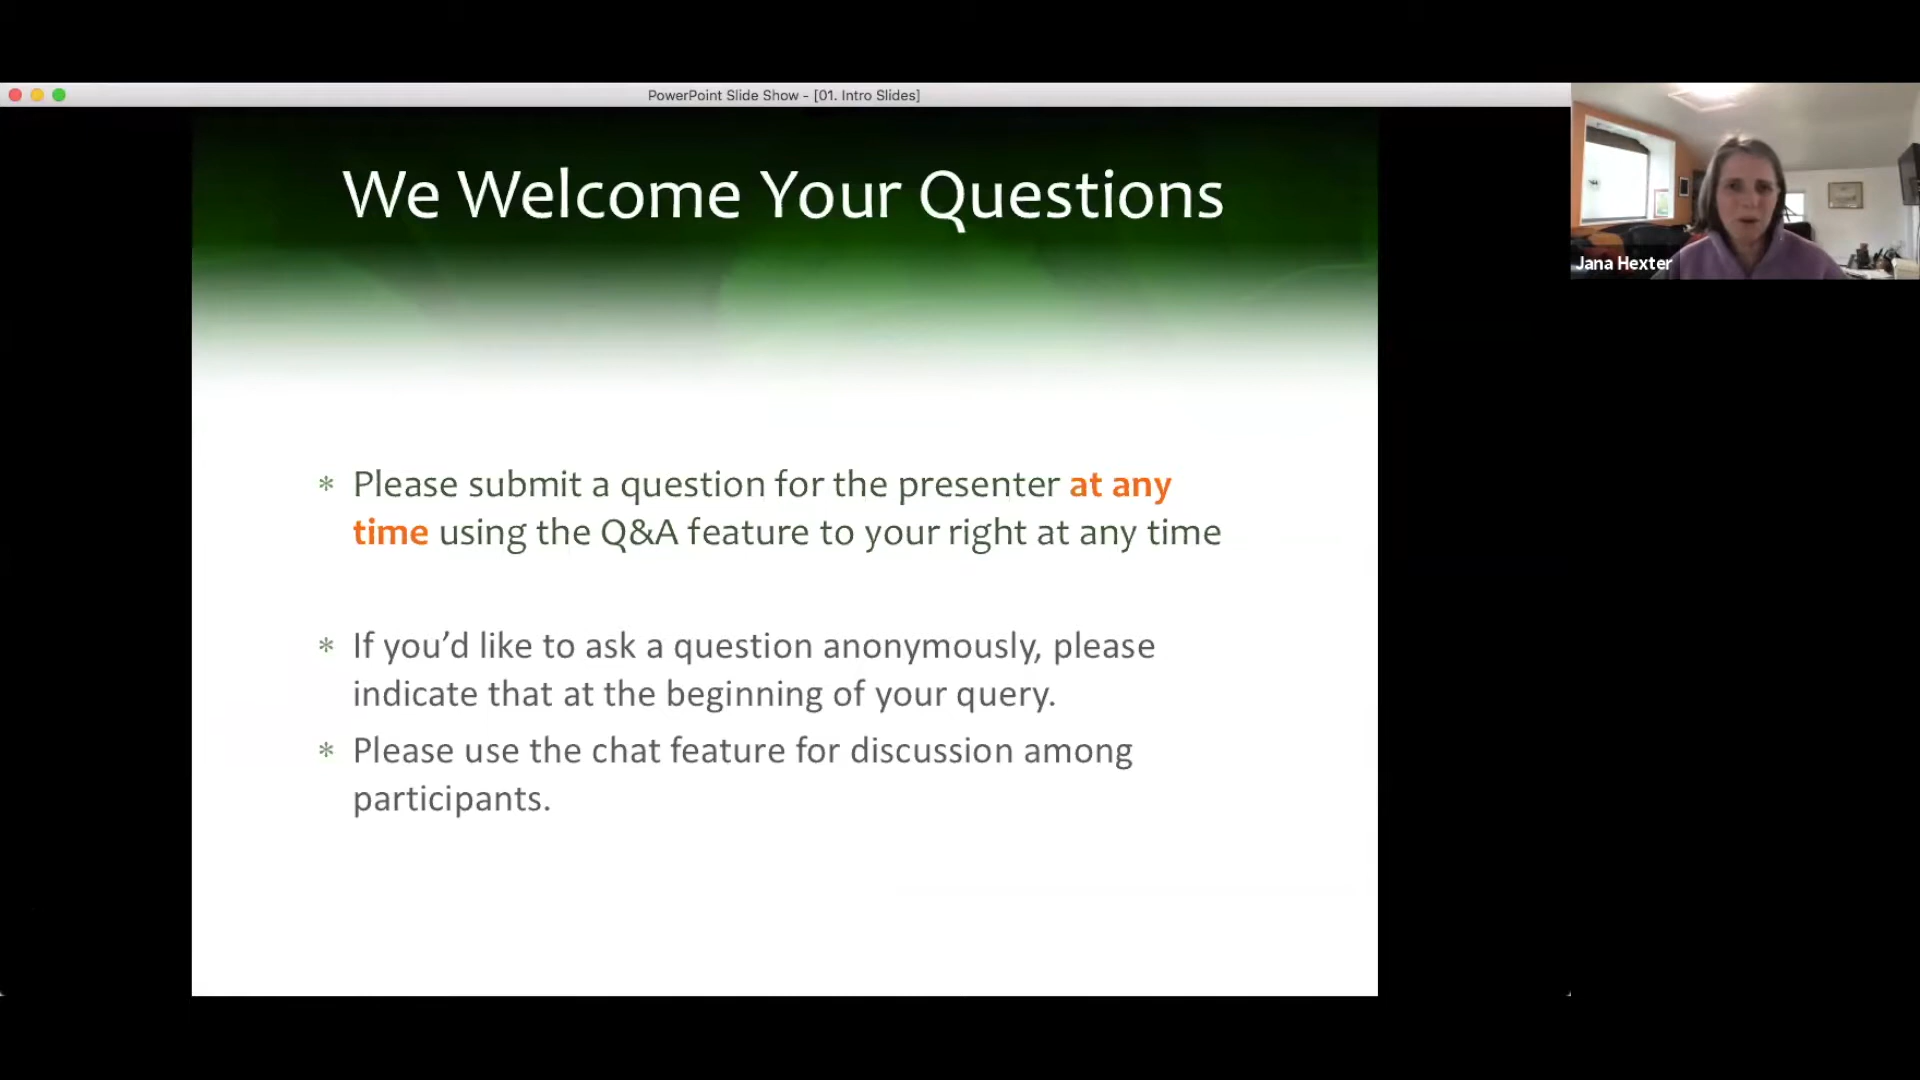 PowerPoint Slide Show - [01. Intro Slides]
We Welcome Your Questions
Jana Hexter
* Please submit a question for the presenter at any
time using the Q&A feature to your right at any time
* If you’d like to ask a question anonymously, please
indicate that at the beginning of your query.
* Please use the chat feature for discussion among
participants.